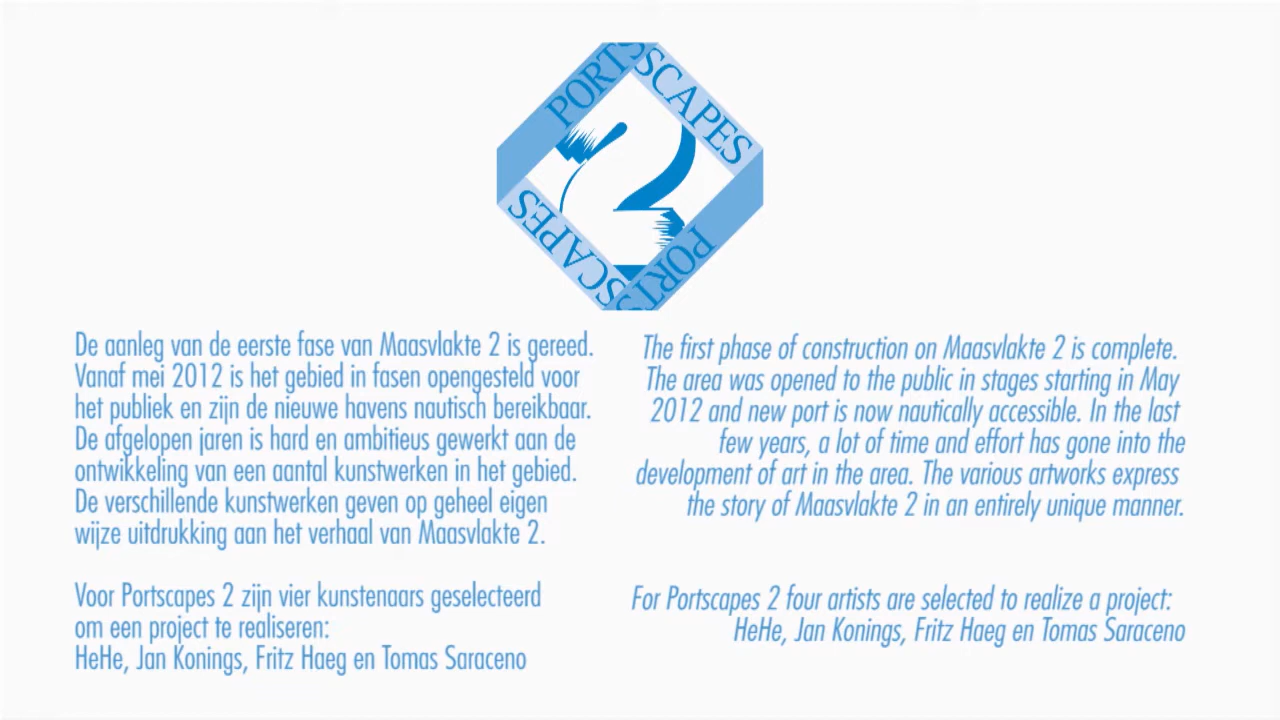 PORTSCAPES
2
PORTSCAPES
De aanleg van de eerste fase van Maasvlakte 2 is gereed.
Vanaf mei 2012 is het gebied in fasen opengesteld voor
het publiek en zijn de nieuwe havens nautisch bereikbaar.
De afgelopen jaren is hard en ambitieus gewerkt aan de
ontwikkeling van een aantal kunstwerken in het gebied.
De verschillende kunstwerken geven op geheel eigen
wijze uitdrukking aan het verhaal van Maasvlakte 2.
Voor Portscapes 2 zijn vier kunstenaars geselecteerd
om een project te realiseren:
HeHe, Jan Konings, Fritz Haeg en Tomas Saraceno
The first phase of construction on Maasvlakte 2 is complete.
The area was opened to the public in stages starting in May
2012 and new port is now nautically accessible. In the last
few years, a lot of time and effort has gone into the
development of art in the area. The various artworks express
the story of Maasvlakte 2 in an entirely unique manner.
For Portscapes 2 four artists are selected to realize a project:
HeHe, Jan Konings, Fritz Haeg en Tomas Saraceno